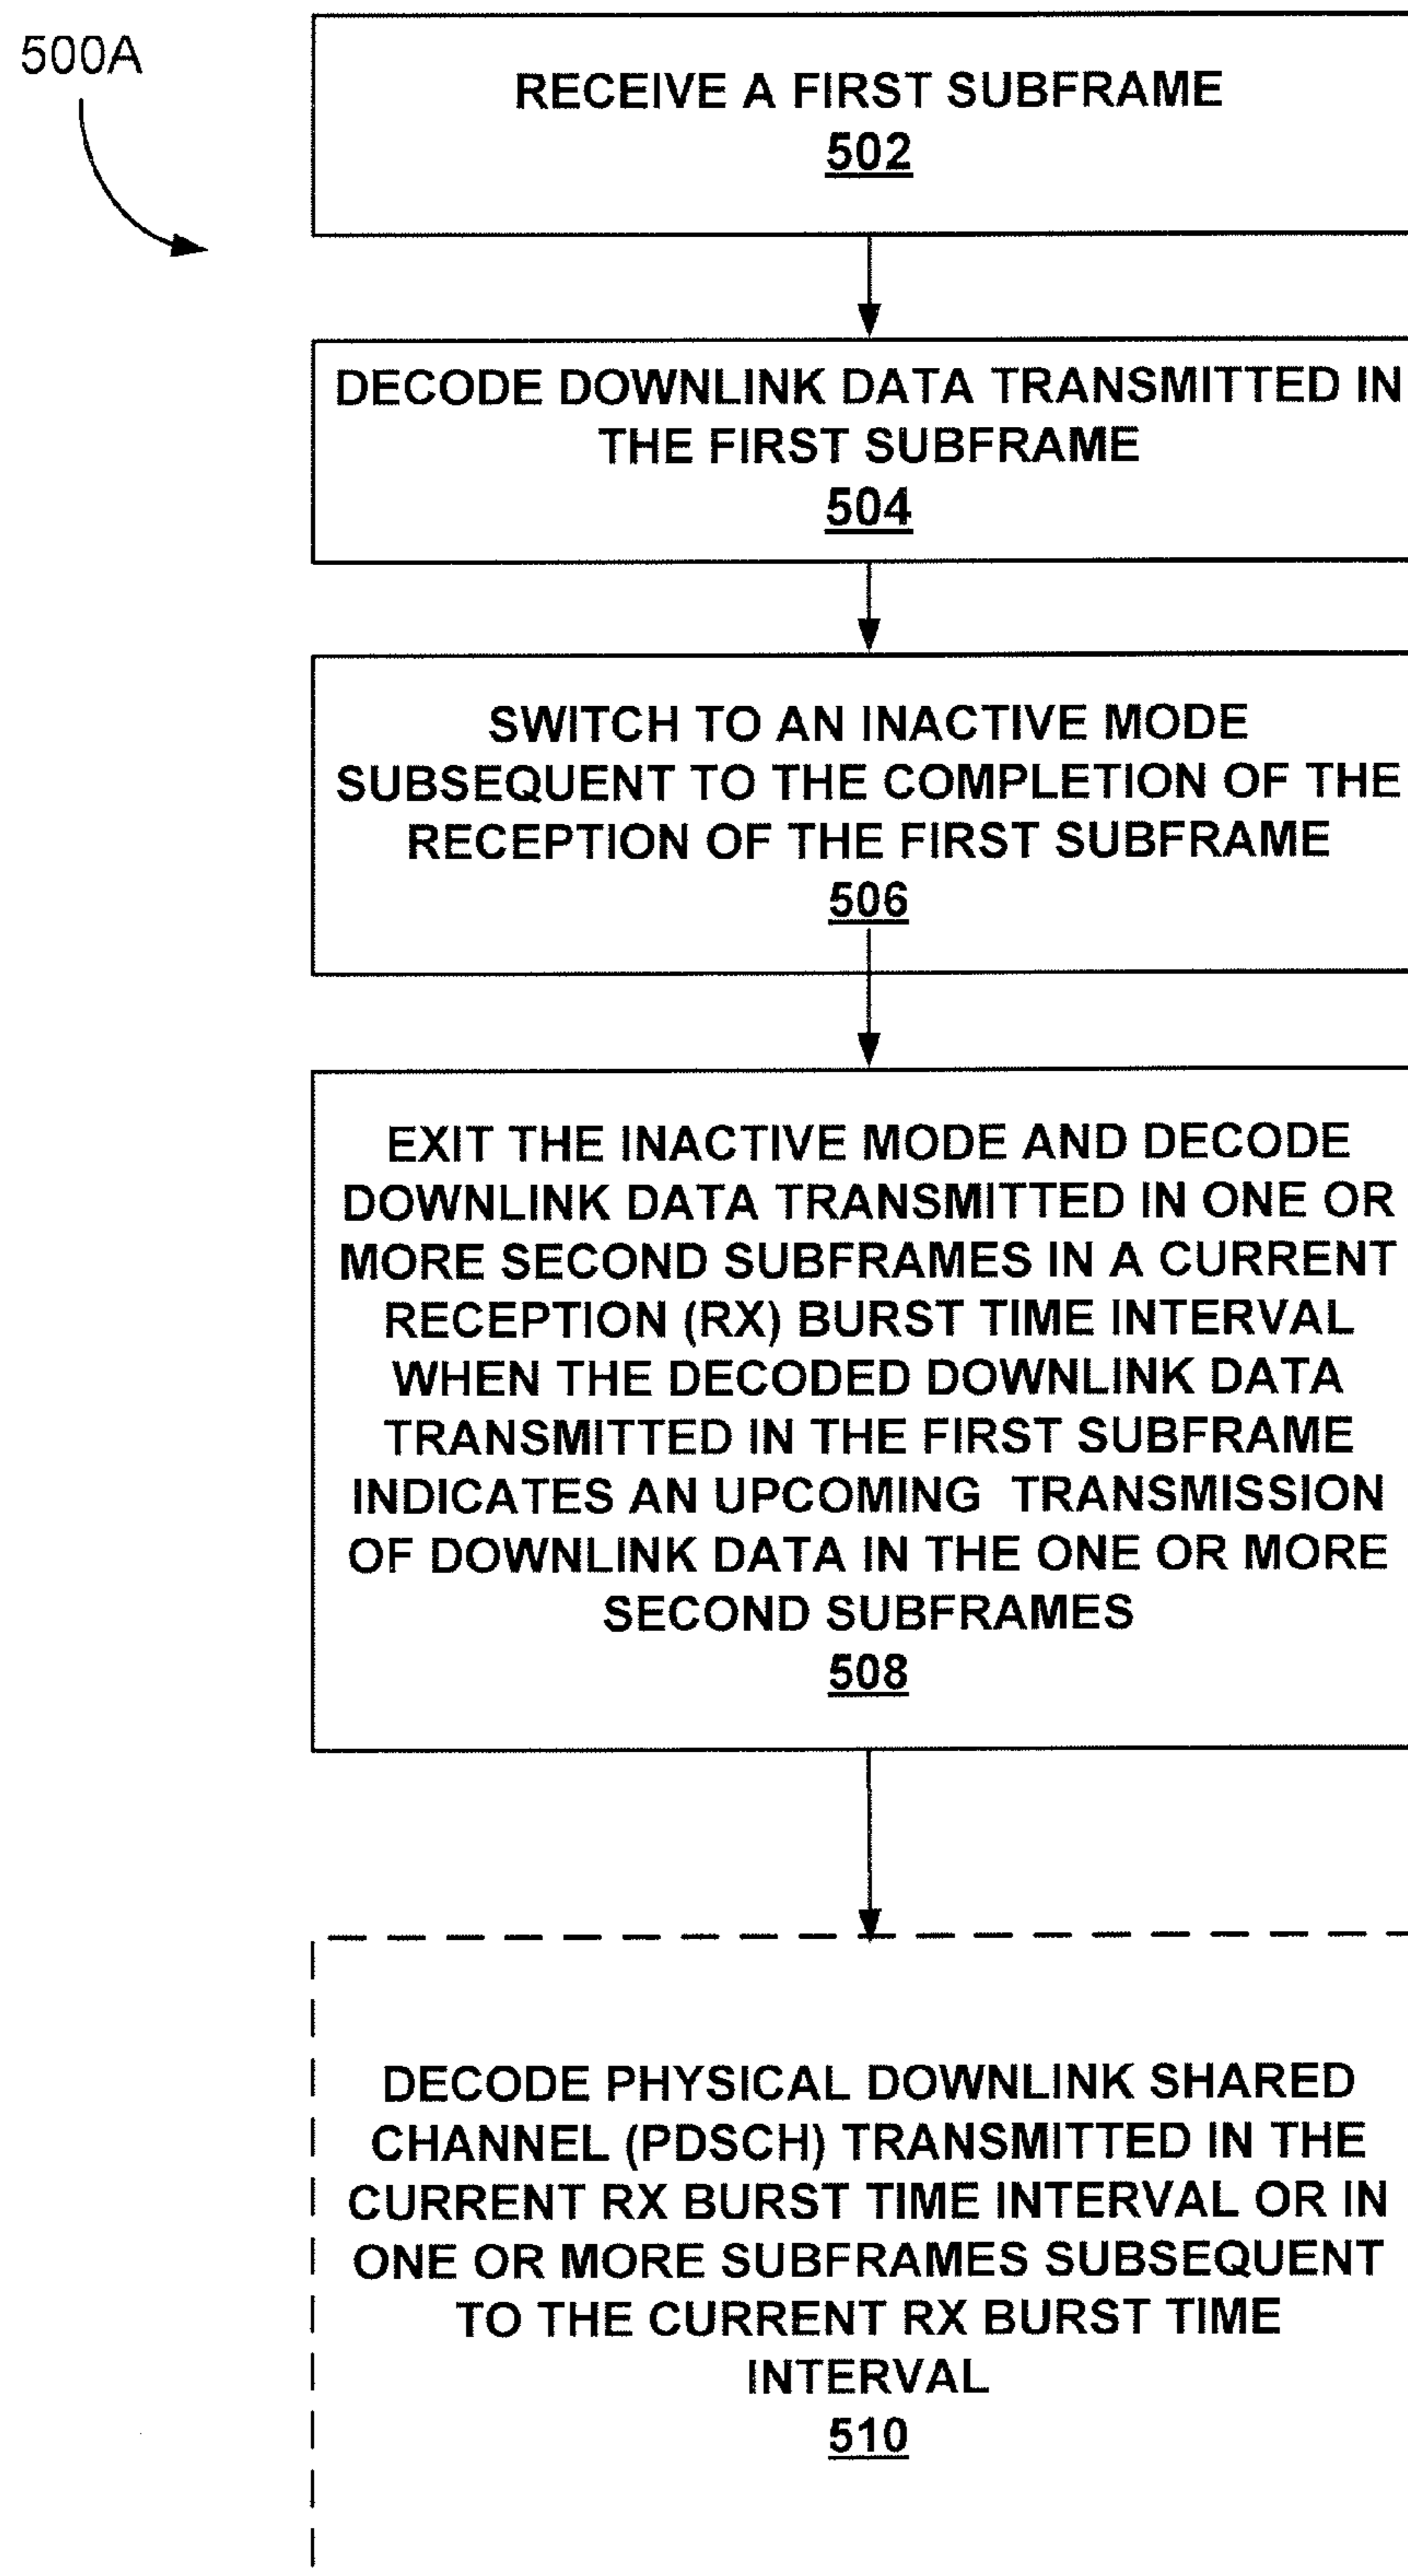 500A
RECEIVE A FIRST SUBFRAME
502
DECODE DOWNLINK DATA TRANSMITTED IN
THE FIRST SUBFRAME
504
SWITCH TO AN INACTIVE MODE
SUBSEQUENT TO THE COMPLETION OF THE
RECEPTION OF THE FIRST SUBFRAME
506
EXIT THE INACTIVE MODE AND DECODE
DOWNLINK DATA TRANSMITTED IN ONE OR
MORE SECOND SUBFRAMES IN A CURRENT
RECEPTION (RX) BURST TIME INTERVAL
WHEN THE DECODED DOWNLINK DATA
TRANSMITTED IN THE FIRST SUBFRAME
INDICATES AN UPCOMING TRANSMISSION
OF DOWNLINK DATA IN THE ONE OR MORE
SECOND SUBFRAMES
508
DECODE PHYSICAL DOWNLINK SHARED
CHANNEL (PDSCH) TRANSMITTED IN THE
CURRENT RX BURST TIME INTERVAL OR IN
ONE OR MORE SUBFRAMES SUBSEQUENT
TO THE CURRENT RX BURST TIME
INTERVAL
510